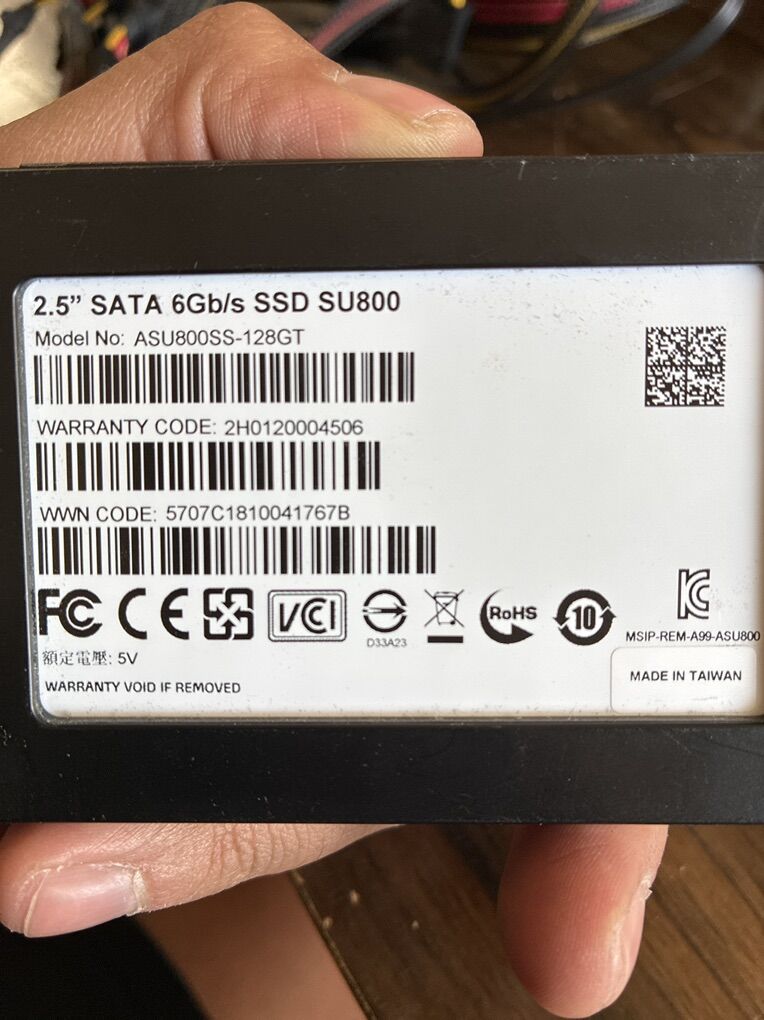 2.5” SATA 6Gb/s SSD SU800
Model No: ASU800SS-128GT
WARRANTY CODE: 2H0120004506
WWN CODE: 5707C1810041767B
FC CE VCI D33A23 RoHS 10
MSIP-REM-A99-ASU800
額定電壓: 5V
WARRANTY VOID IF REMOVED
MADE IN TAIWAN